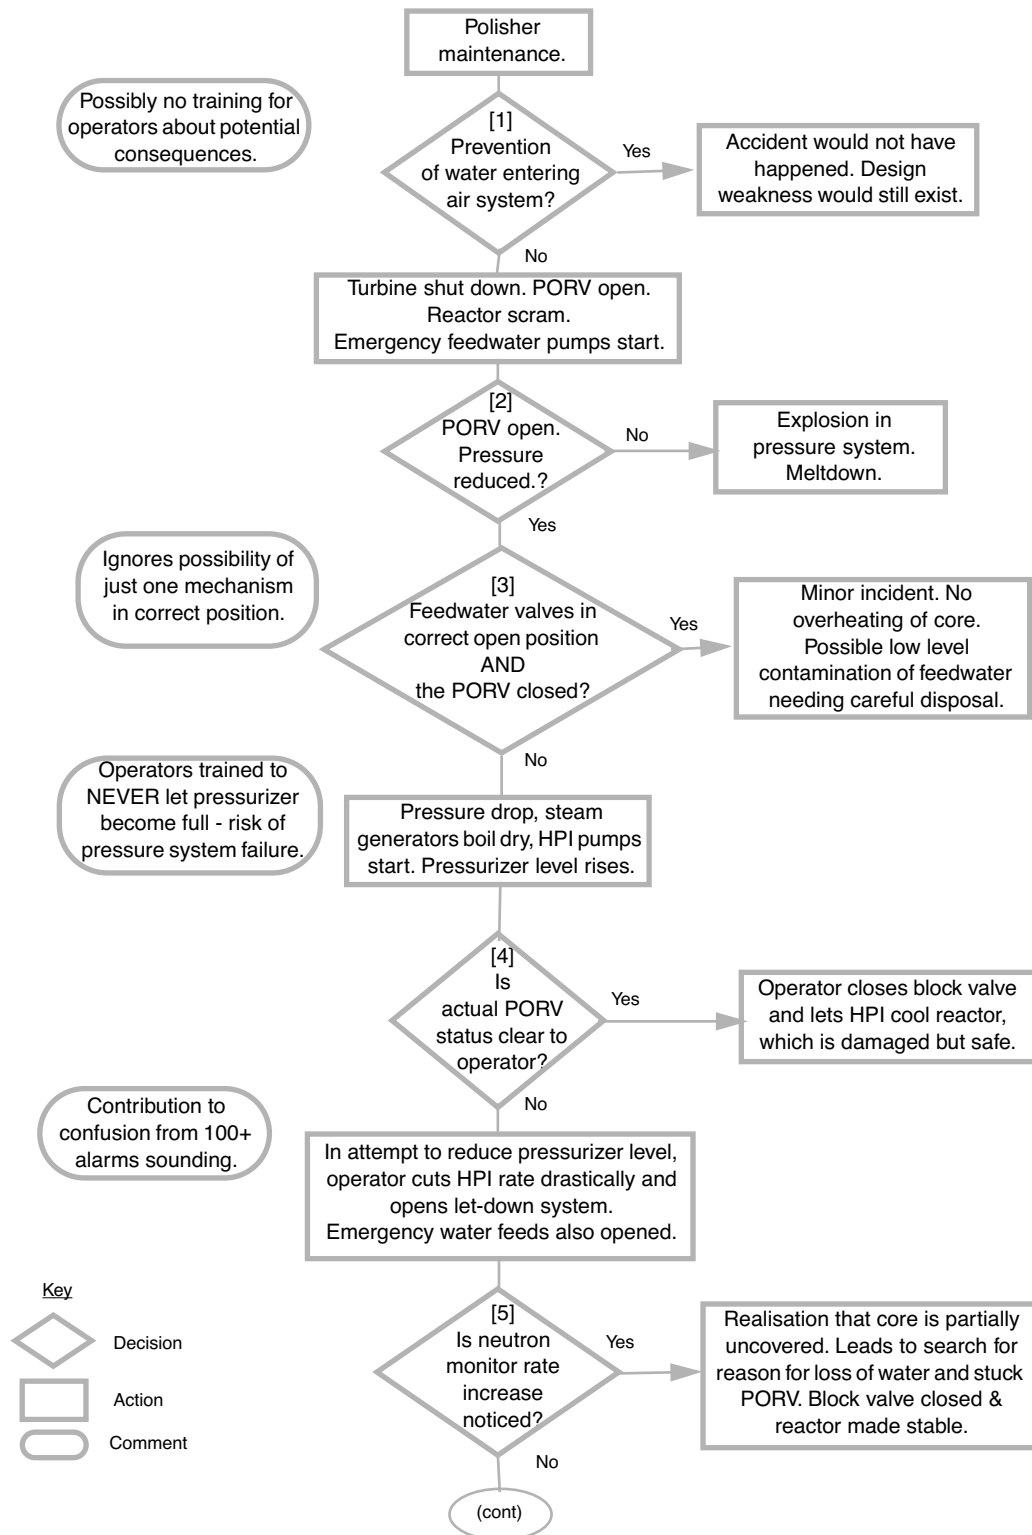 Polisher
maintenance.
Possibly no training for
operators about potential
consequences.
[1]
Prevention
of water entering
air system?
Yes
Accident would not have
happened. Design
weakness would still exist.
No
Turbine shut down. PORV open.
Reactor scram.
Emergency feedwater pumps start.
[2]
PORV open.
Pressure
reduced.?
No
Explosion in
pressure system.
Meltdown.
Yes
Ignores possibility of
just one mechanism
in correct position.
[3]
Feedwater valves in
correct open position
AND
the PORV closed?
Yes
Minor incident. No
overheating of core.
Possible low level
contamination of feedwater
needing careful disposal.
No
Operators trained to
NEVER let pressurizer
become full - risk of
pressure system failure.
Pressure drop, steam
generators boil dry, HPI pumps
start. Pressurizer level rises.
[4]
Is
actual PORV
status clear to
operator?
Yes
Operator closes block valve
and lets HPI cool reactor,
which is damaged but safe.
No
Contribution to
confusion from 100+
alarms sounding.
In attempt to reduce pressurizer level,
operator cuts HPI rate drastically and
opens let-down system.
Emergency water feeds also opened.
[5]
Is neutron
monitor rate
increase
noticed?
Yes
Realisation that core is partially
uncovered. Leads to search for
reason for loss of water and stuck
PORV. Block valve closed &
reactor made stable.
No
(cont)
Key
Decision
Action
Comment